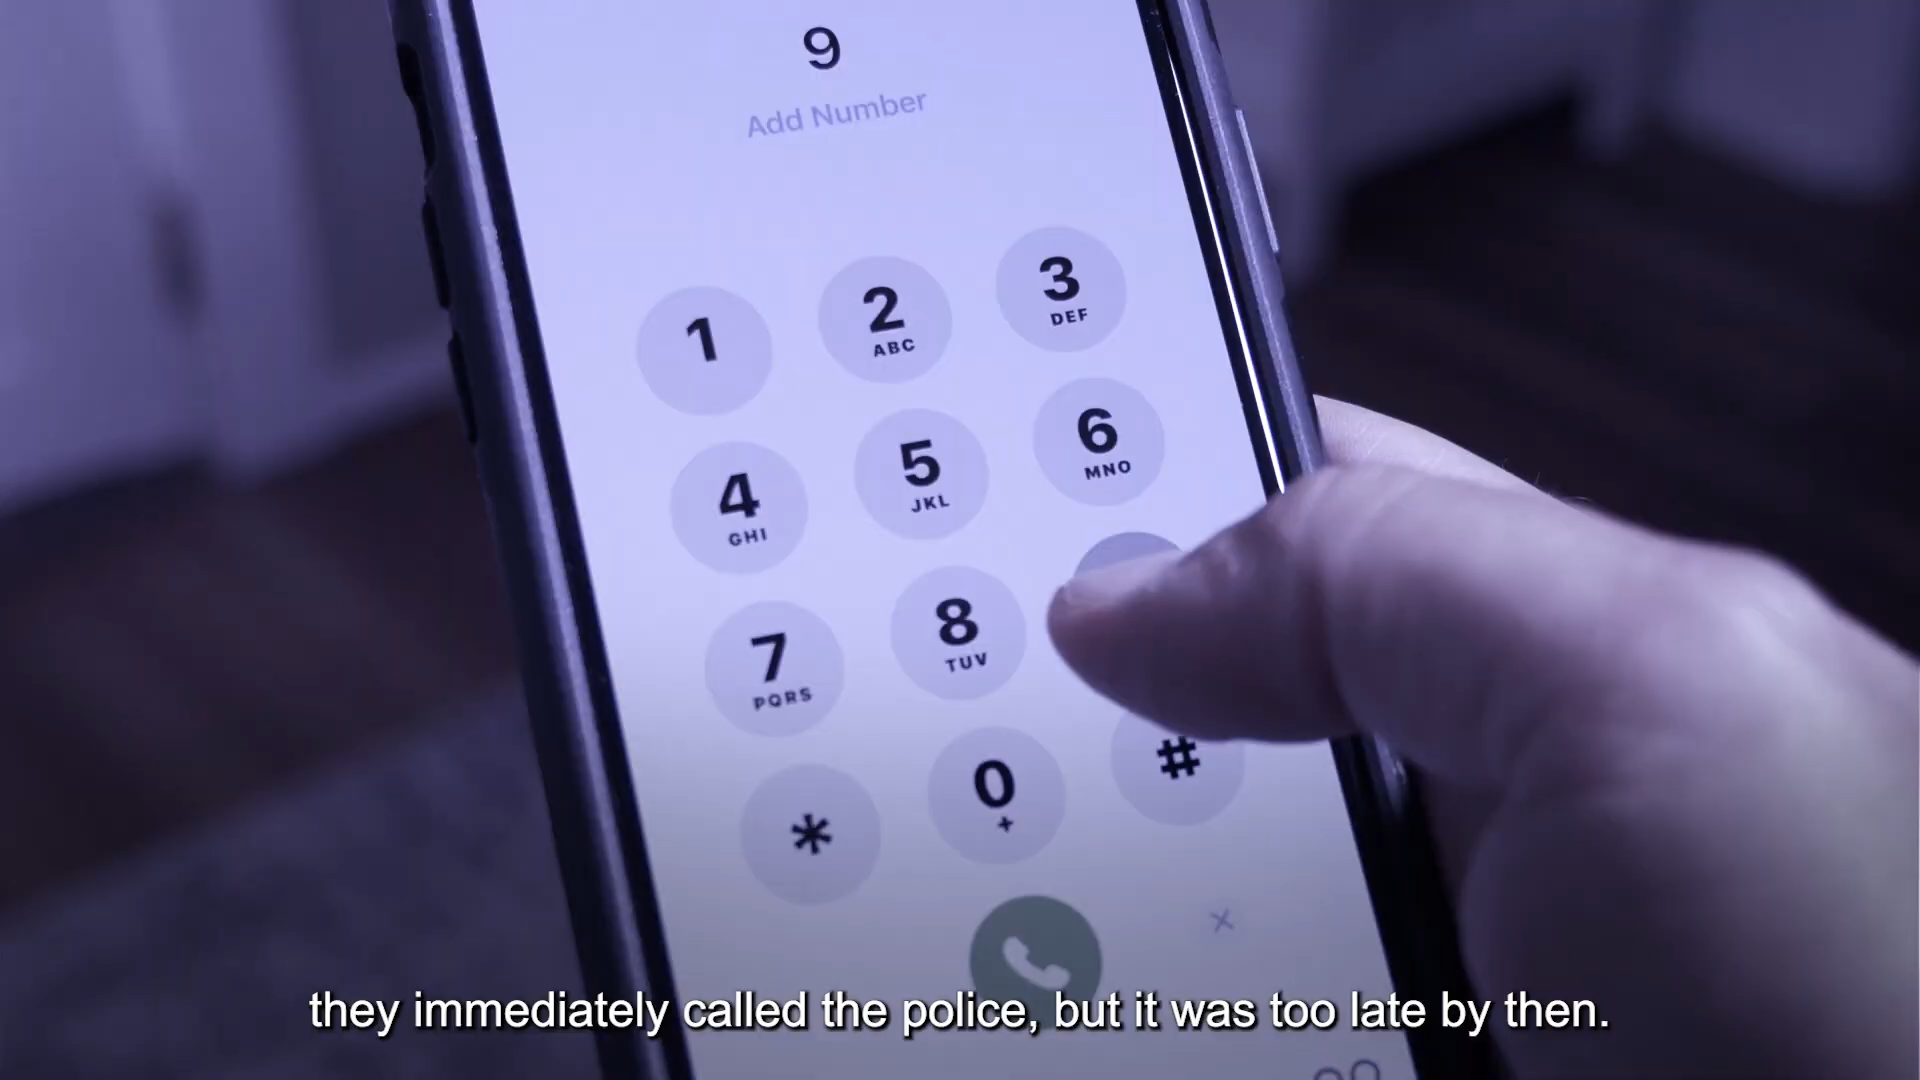 9
Add Number
1
2
ABC
3
DEF
4
GHI
5
JKL
6
MNO
7
PQRS
8
TUV
*
0
+
#
they immediately called the police, but it was too late by then.